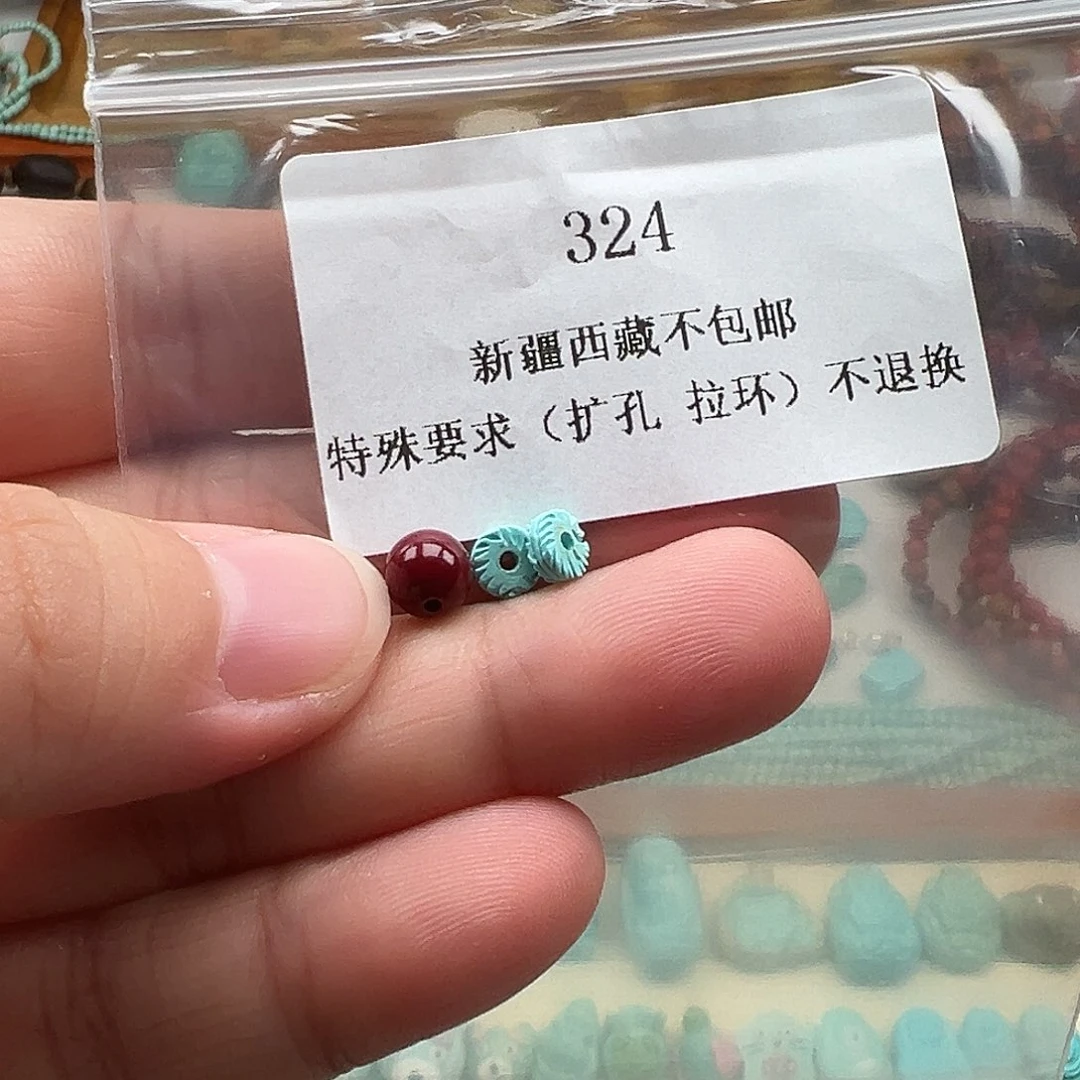 324
新疆西藏不包邮
特殊要求（扩孔 拉环）不退换